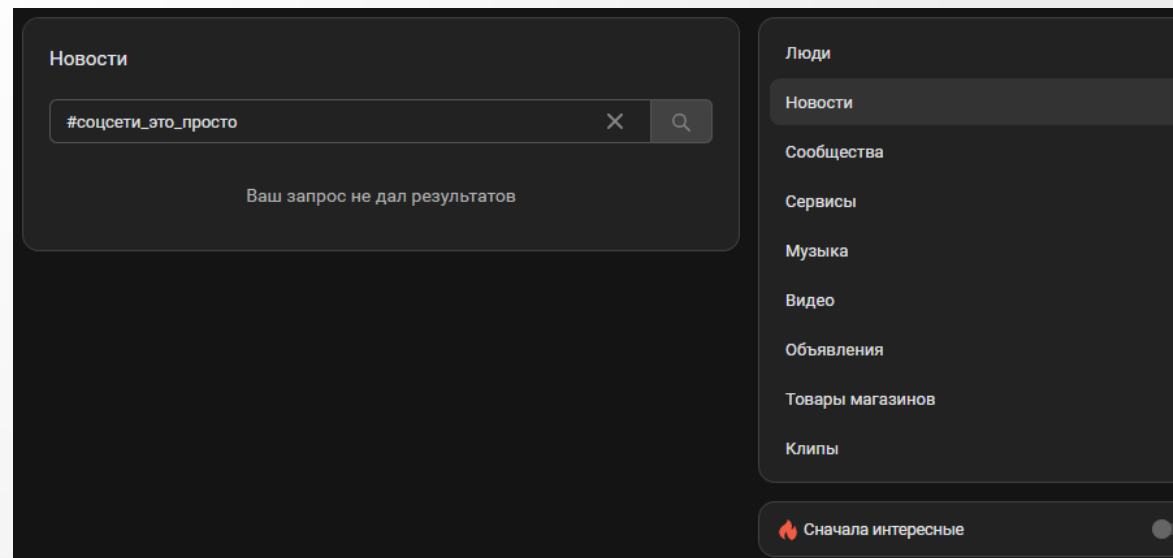 Новости
#соцсети_это_просто
Ваш запрос не дал результатов
Люди
Новости
Сообщества
Сервисы
Музыка
Видео
Объявления
Товары магазинов
Клипы
Сначала интересные